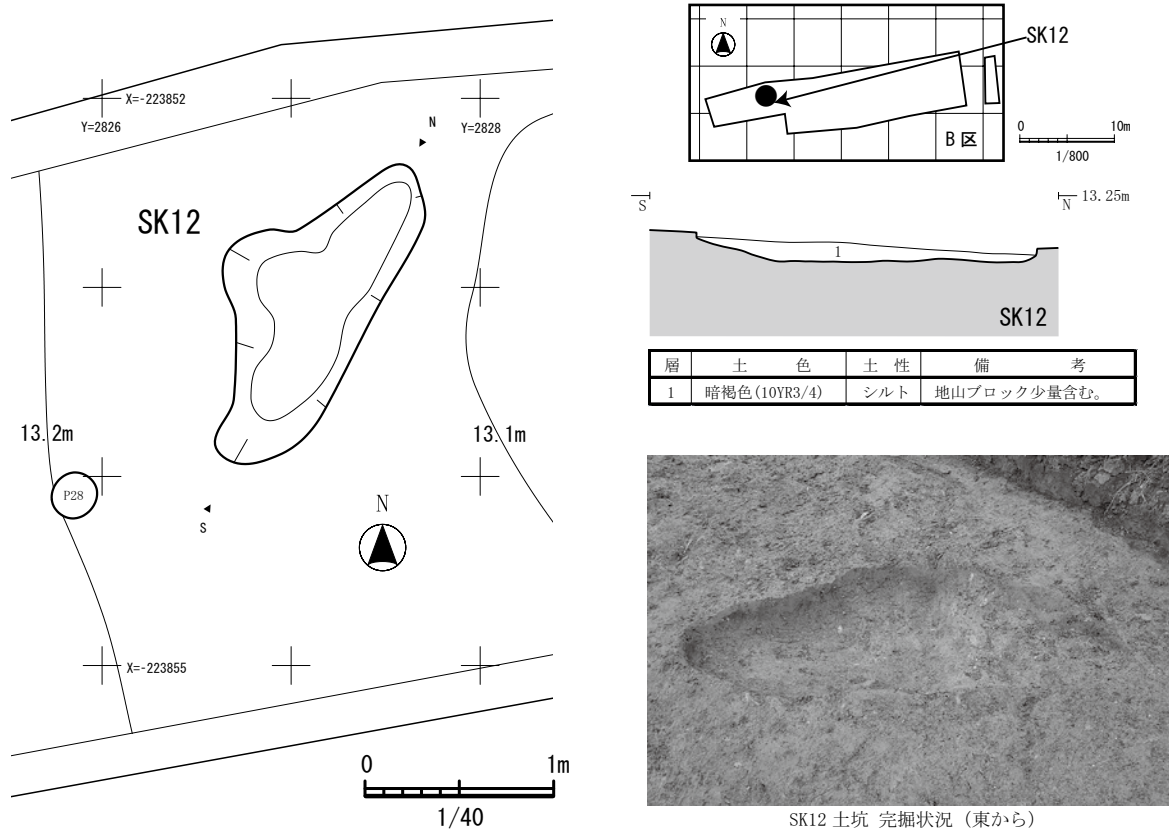 X=-223852
Y=2826
Y=2828
N
SK12
13.2m
13.1m
P28
S
N
X=-223855
0 1m
1/40
N
SK12
B区
0 10m
1/800
S
N 13.25m
1
SK12
層 土色 土性 備考
1 暗褐色(10YR3/4) シルト 地山ブロック少量含む。
SK12 土坑 完掘状況 (東から)